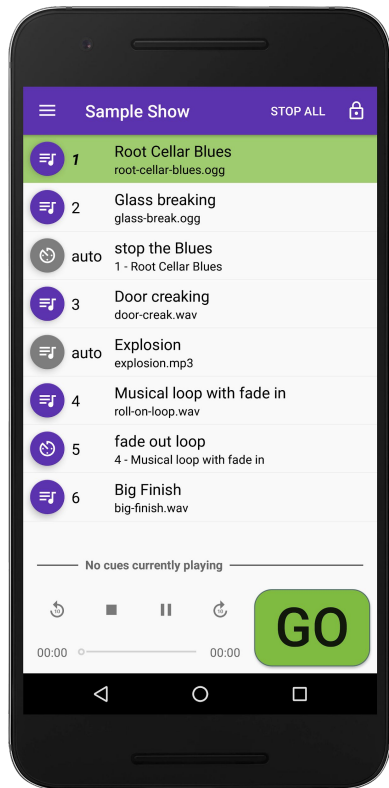 Sample Show
STOP ALL
1
Root Cellar Blues
root-cellar-blues.ogg
2
Glass breaking
glass-break.ogg
auto
stop the Blues
1 - Root Cellar Blues
3
Door creaking
door-creak.wav
auto
Explosion
explosion.mp3
4
Musical loop with fade in
roll-on-loop.wav
5
fade out loop
4 - Musical loop with fade in
6
Big Finish
big-finish.wav
No cues currently playing
10
10
GO
00:00
00:00